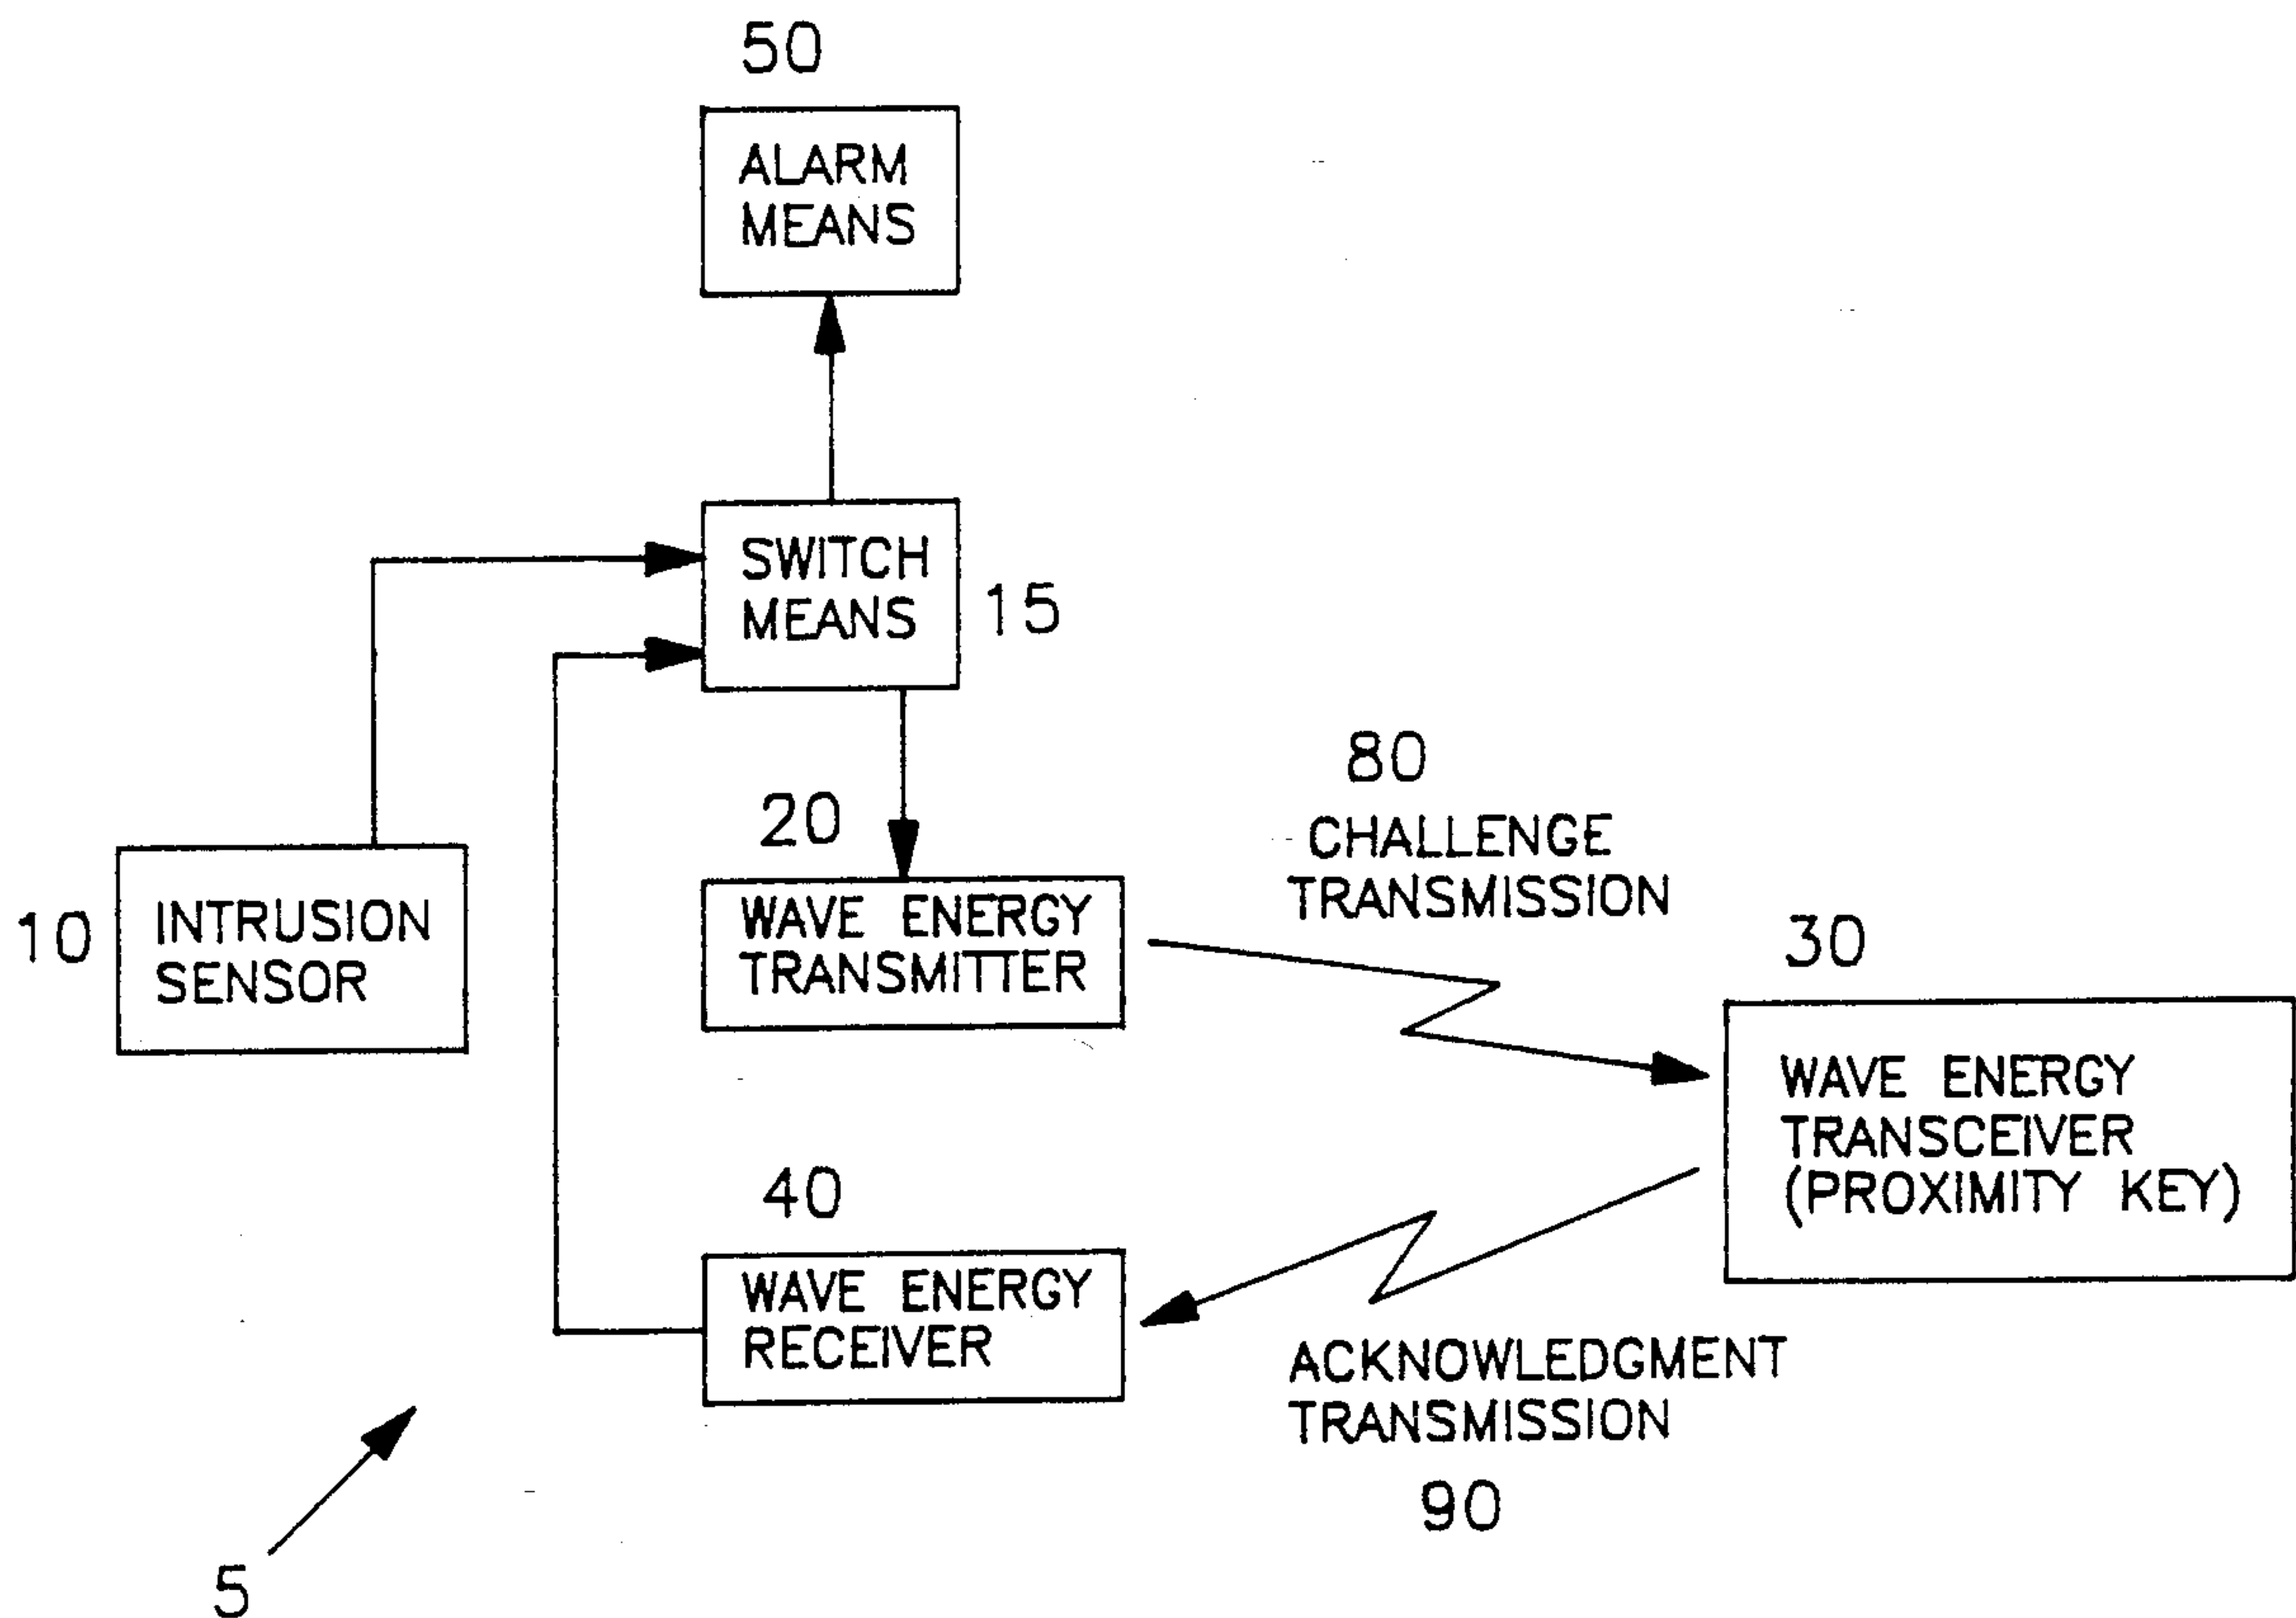 50
ALARM
MEANS
SWITCH
MEANS
15
80
CHALLENGE
TRANSMISSION
20
WAVE ENERGY
TRANSMITTER
10
INTRUSION
SENSOR
30
WAVE ENERGY
TRANSCEIVER
(PROXIMITY KEY)
40
WAVE ENERGY
RECEIVER
ACKNOWLEDGMENT
TRANSMISSION
90
5